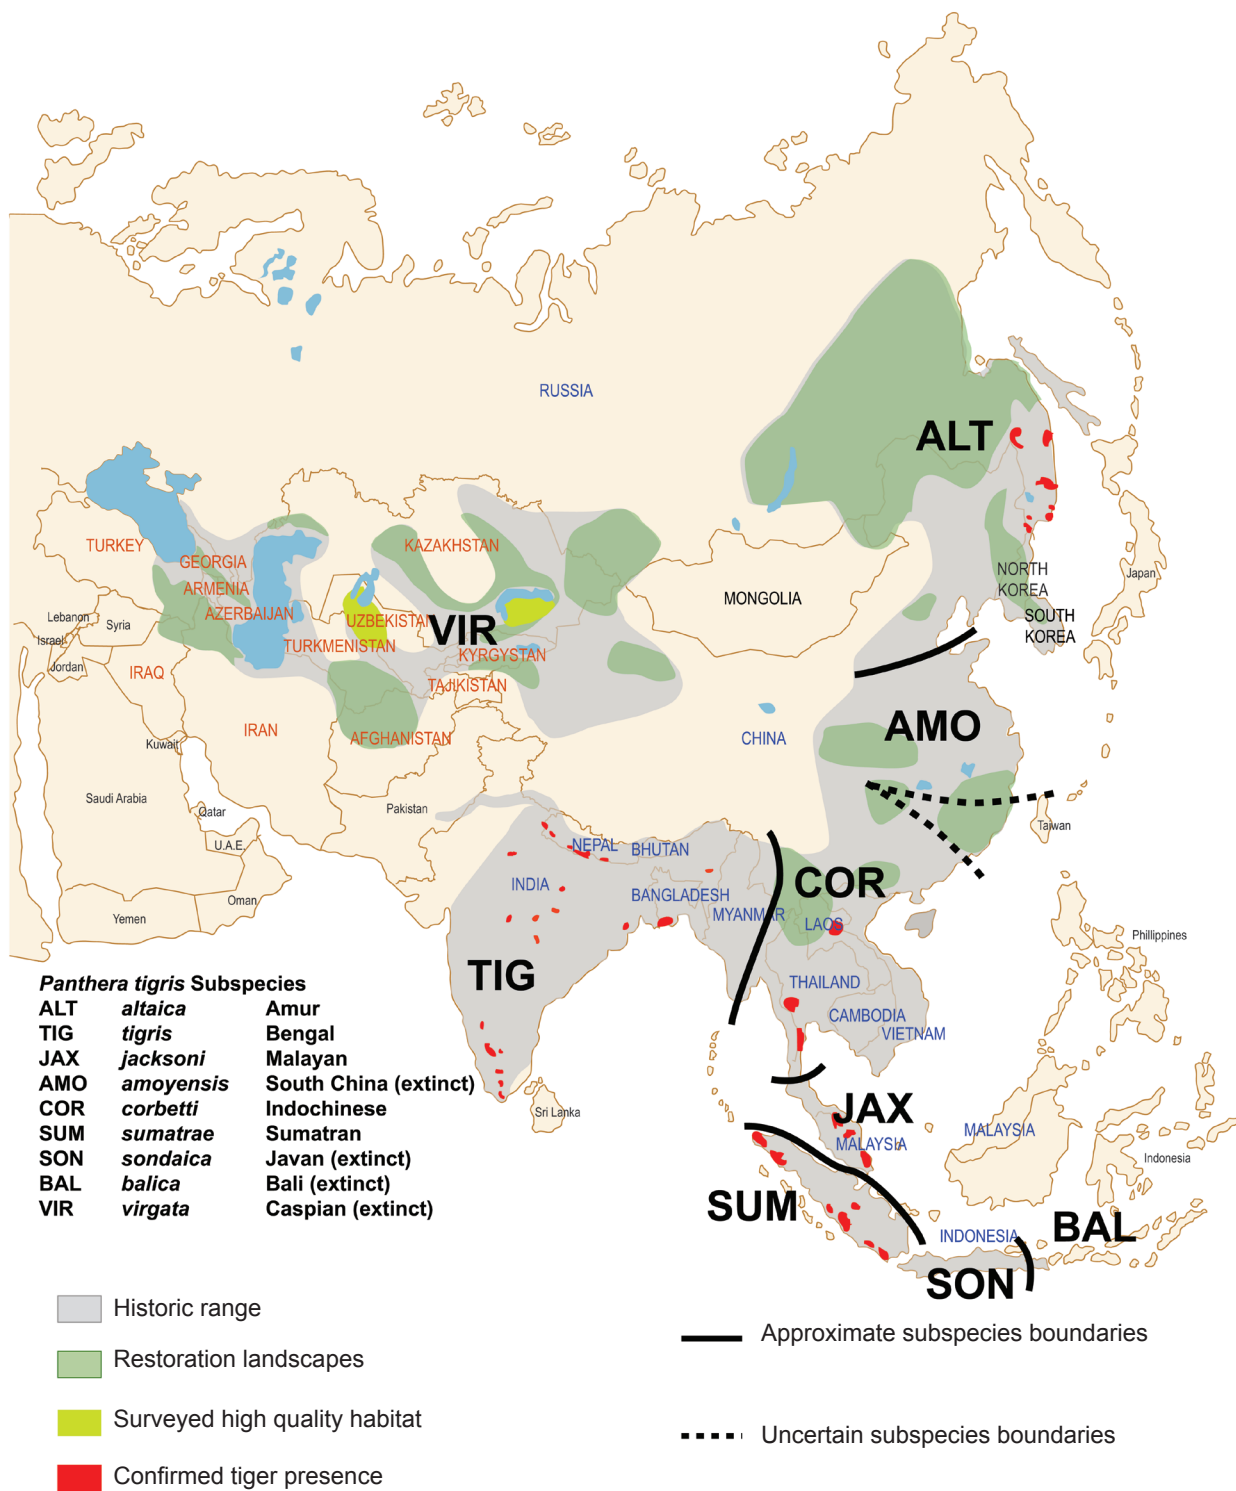 RUSSIA
ALT
TURKEY
GEORGIA
KAZAKHSTAN
ARMENIA
NORTH
KOREA
Japan
MONGOLIA
AZERBAIJAN
Lebanon
Syria
UZBEKISTAN
VIR
SOUTH
KOREA
Israel
TURKMENISTAN
KYRGYSTAN
Jordan
IRAQ
TAJIKISTAN
IRAN
AFGHANISTAN
CHINA
AMO
Kuwait
Saudi Arabia
Pakistan
Qatar
Taiwan
U.A.E.
NEPAL
BHUTAN
INDIA
COR
BANGLADESH
Oman
Yemen
MYANMAR
LAOS
Phillippines
TIG
THAILAND
CAMBODIA
VIETNAM
Panthera tigris Subspecies
ALT altaica Amur
TIG tigris Bengal
JAX jacksoni Malayan
AMO amoyensis South China (extinct)
COR corbetti Indochinese
SUM sumatrae Sumatran
SON sondaica Javan (extinct)
BAL balica Bali (extinct)
VIR virgata Caspian (extinct)
Sri Lanka
JAX
MALAYSIA
MALAYSIA
Indonesia
SUM
INDONESIA
BAL
SON
Historic range
Restoration landscapes
Surveyed high quality habitat
Confirmed tiger presence
Approximate subspecies boundaries
Uncertain subspecies boundaries